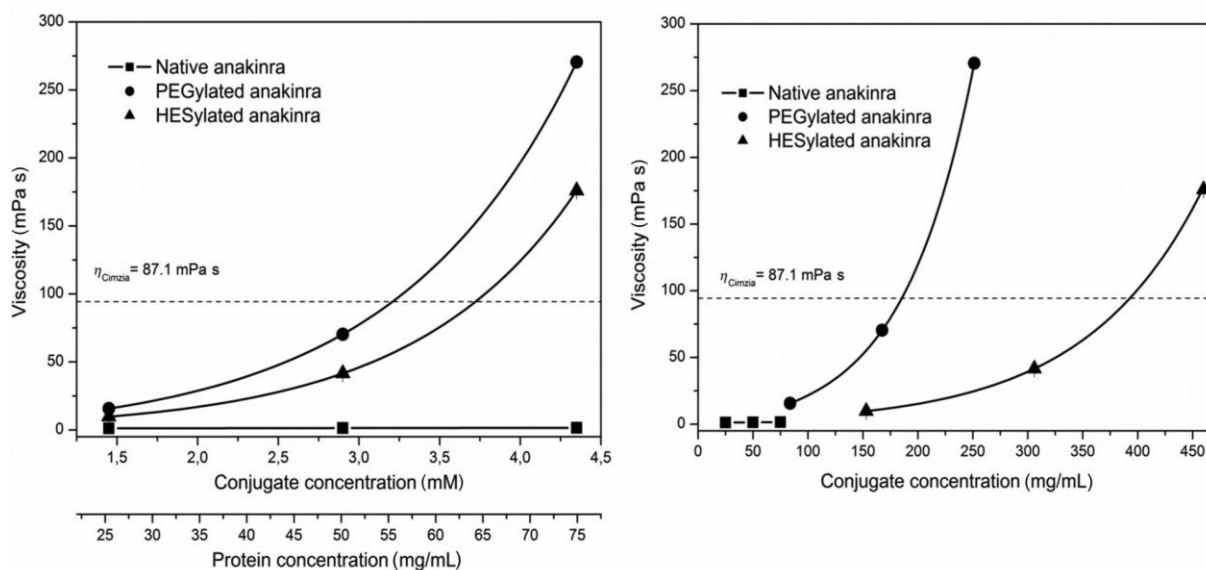 300
250
200
150
100
50
0
Viscosity (mPa s)
Native anakinra
PEGylated anakinra
HESylated anakinra
ηCimzia = 87.1 mPa s
1,5 2,0 2,5 3,0 3,5 4,0 4,5
Conjugate concentration (mM)
25 30 35 40 45 50 55 60 65 70 75
Protein concentration (mg/mL)
300
250
200
150
100
50
0
Viscosity (mPa s)
Native anakinra
PEGylated anakinra
HESylated anakinra
ηCimzia = 87.1 mPa s
0 50 100 150 200 250 300 350 400 450
Conjugate concentration (mg/mL)